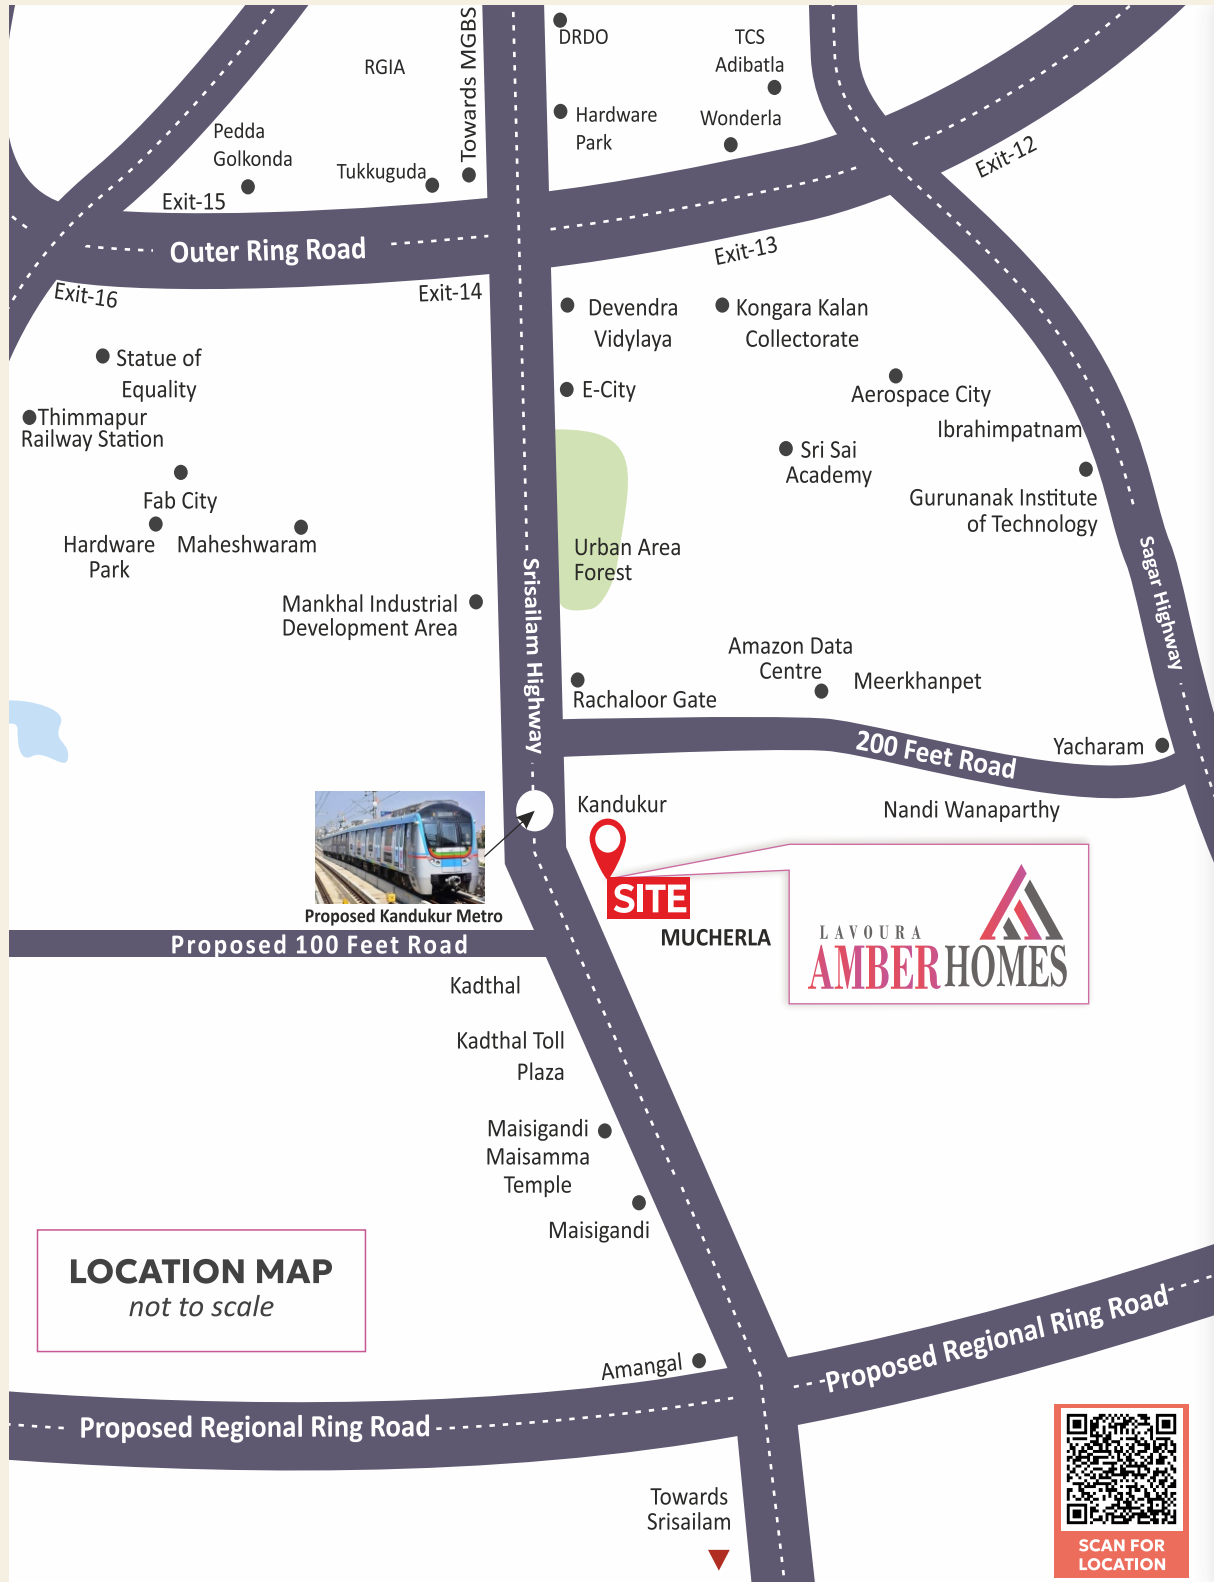 Towards MGBS
DRDO
TCS
Adibatla
RGIA
Hardware
Park
Wonderla
Pedda
Golkonda
Tukkuguda
Exit-12
Exit-15
Outer Ring Road
Exit-13
Exit-16
Exit-14
Devendra
Vidylaya
Kongara Kalan
Collectorate
Statue of
Equality
E-City
Aerospace City
Thimmapur
Railway Station
Ibrahimpatnam
Sri Sai
Academy
Fab City
Gurunanak Institute
of Technology
Hardware
Park
Maheshwaram
Urban Area
Forest
Srisailam Highway
Sagar Highway
Mankhal Industrial
Development Area
Amazon Data
Centre
Meerkhanpet
Rachaloor Gate
200 Feet Road
Yacharam
Kandukur
Nandi Wanaparthy
SITE
Proposed Kandukur Metro
MUCHERLA
LAVOURA
AMBER HOMES
Proposed 100 Feet Road
Kadthal
Kadthal Toll
Plaza
Maisigandi
Maisamma
Temple
Maisigandi
LOCATION MAP
not to scale
Amangal
Proposed Regional Ring Road
Proposed Regional Ring Road
Towards
Srisailam
SCAN FOR
LOCATION